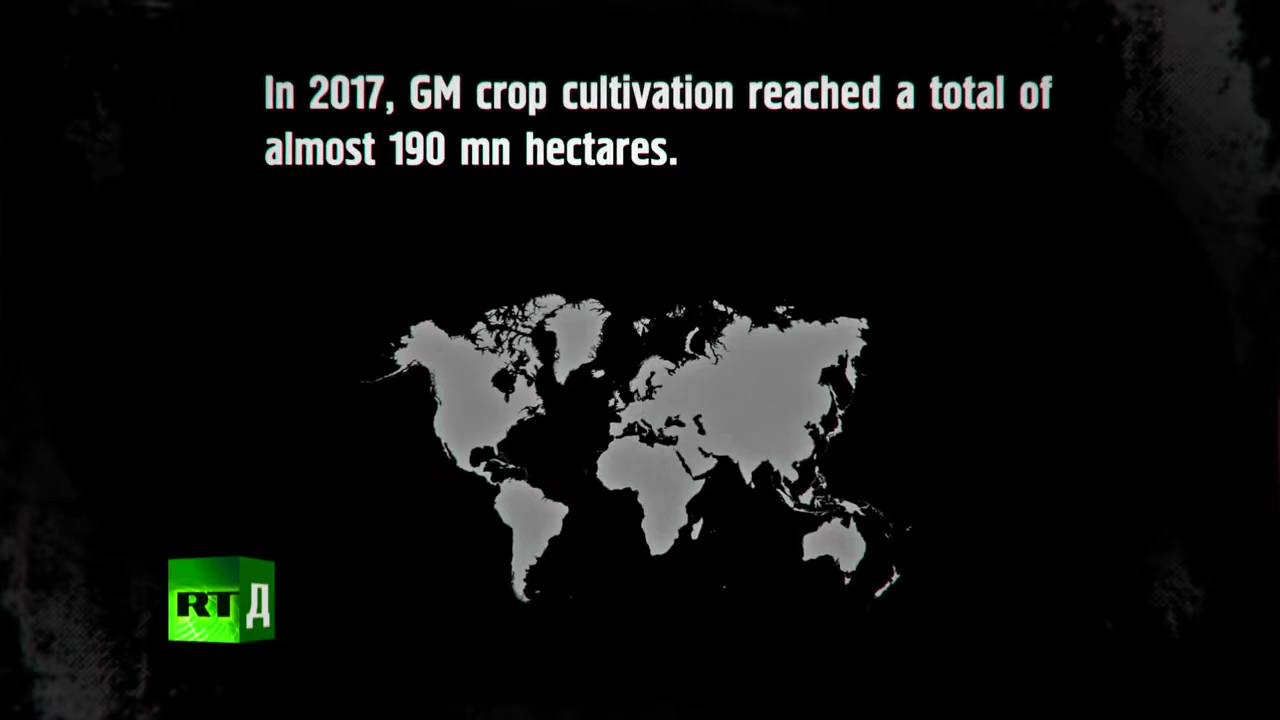 In 2017, GM crop cultivation reached a total of
almost 190 mn hectares.
RT Д